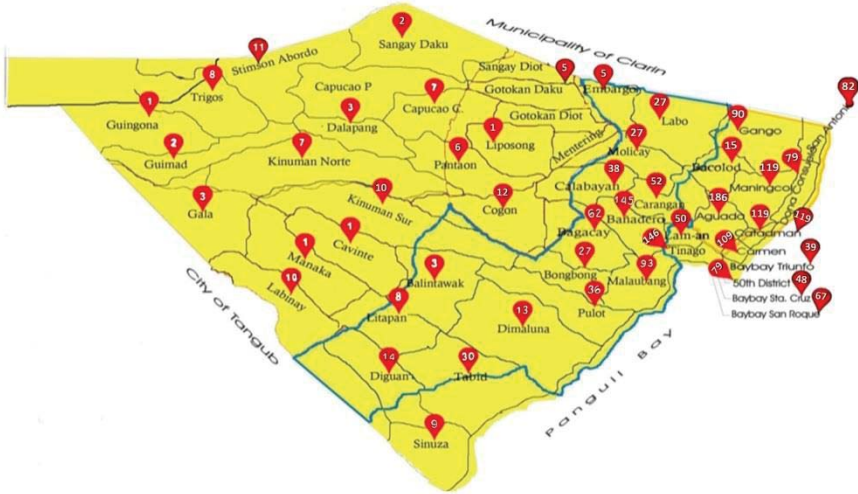 2
Sangay Daku
Municipality of Clarin
11
Stimson Abordo
8
Trigos
Sangay Diot
5
5
Embargon
82
San Antonio
1
Guingona
Capucao P
3
Dalapang
7
Capucao C.
Gotokan Daku
Gotokan Diot
27
Labo
90
Gango
2
Guimad
7
Kinuman Norte
6
Pantaon
1
Liposong
Mentering
27
Molicay
15
Bacolod
119
Maningcol
79
3
Gala
10
Kinuman Sur
12
Cogon
38
Calabayan
52
Carangan
145
Banadero
186
Aguada
119
Catadman
119
62
Bagacay
50
Lam-an
146
Tinago
109
Carmen
39
Baybay Triunfo
1
Cavinte
1
Manaka
3
Balintawak
27
Bongbong
93
Malaubang
79
50th District
48
Baybay Sta. Cruz
67
Baybay San Roque
Labinay
8
Litapan
36
Pulot
13
Dimaluna
City of Tangub
14
Diguan
30
Tabid
Panguil Bay
9
Sinuza